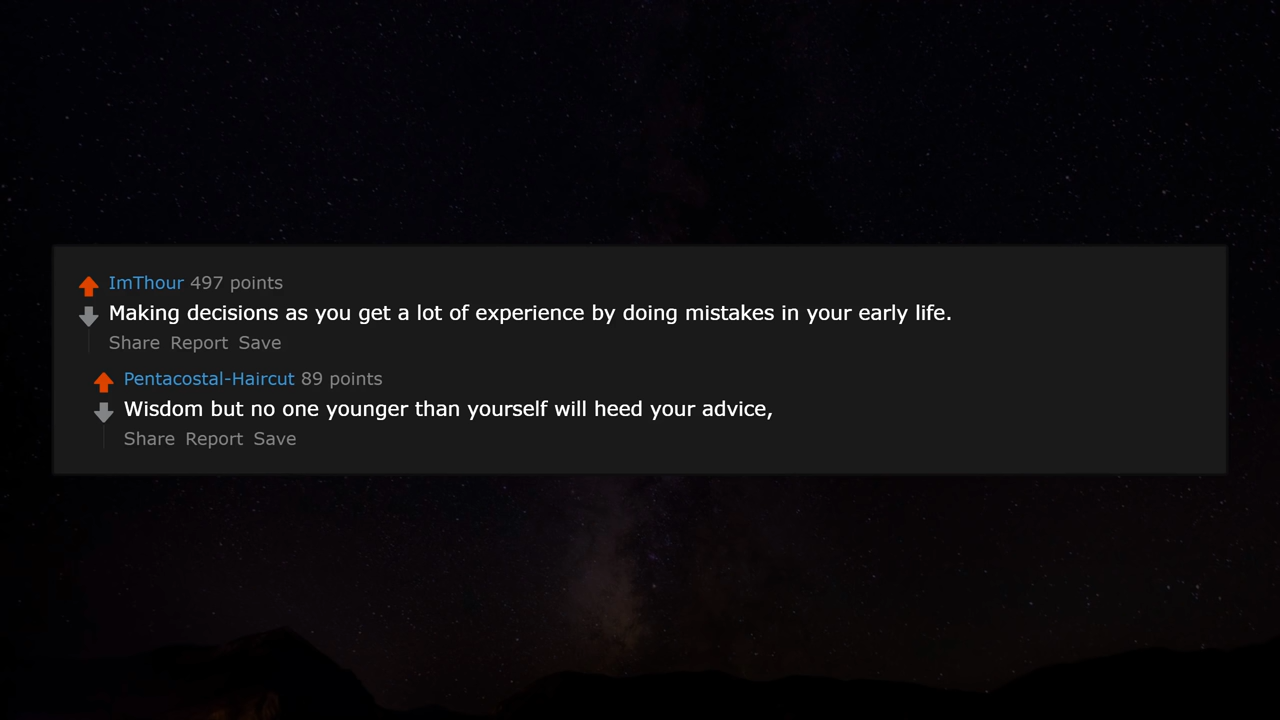 ImThour 497 points
Making decisions as you get a lot of experience by doing mistakes in your early life.
Share Report Save
Pentacostal-Haircut 89 points
Wisdom but no one younger than yourself will heed your advice,
Share Report Save